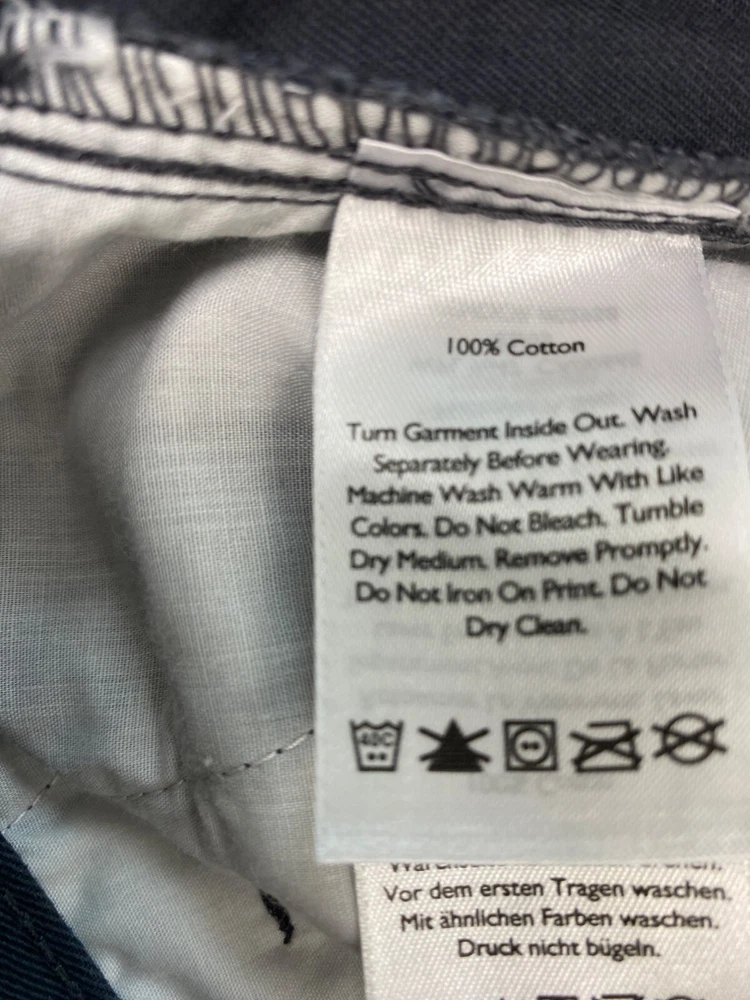 100% Cotton
Turn Garment Inside Out. Wash
Separately Before Wearing.
Machine Wash Warm With Like
Colors. Do Not Bleach. Tumble
Dry Medium. Remove Promptly.
Do Not Iron On Print. Do Not
Dry Clean.
40C
Vor dem ersten Tragen waschen.
Mit ähnlichen Farben waschen.
Druck nicht bügeln.